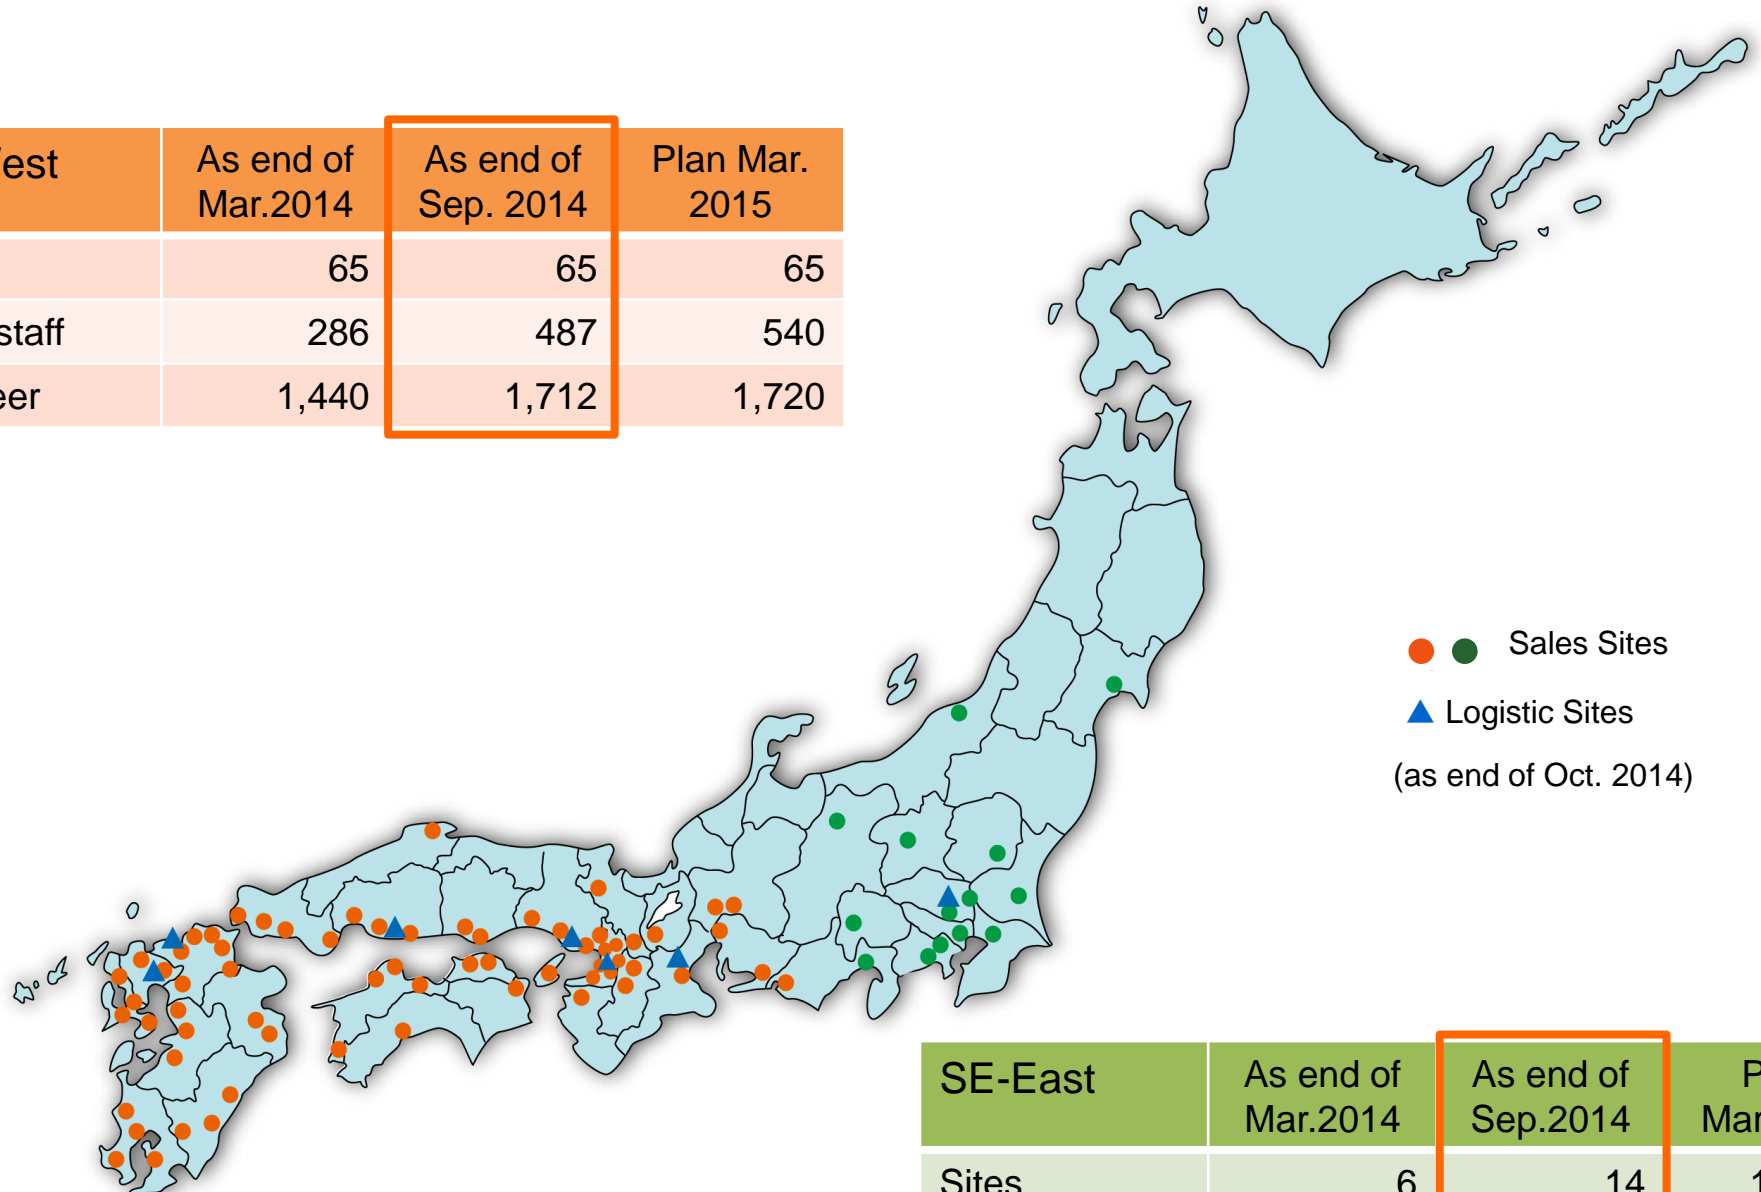 As end of
Mar.2014
As end of
Sep. 2014
Plan Mar.
2015
65 65 65
staff 286 487 540
1,440 1,712 1,720
Sales Sites
Logistic Sites
(as end of Oct. 2014)
SE-East
As end of
Mar.2014
As end of
Sep.2014
Sites 6 14